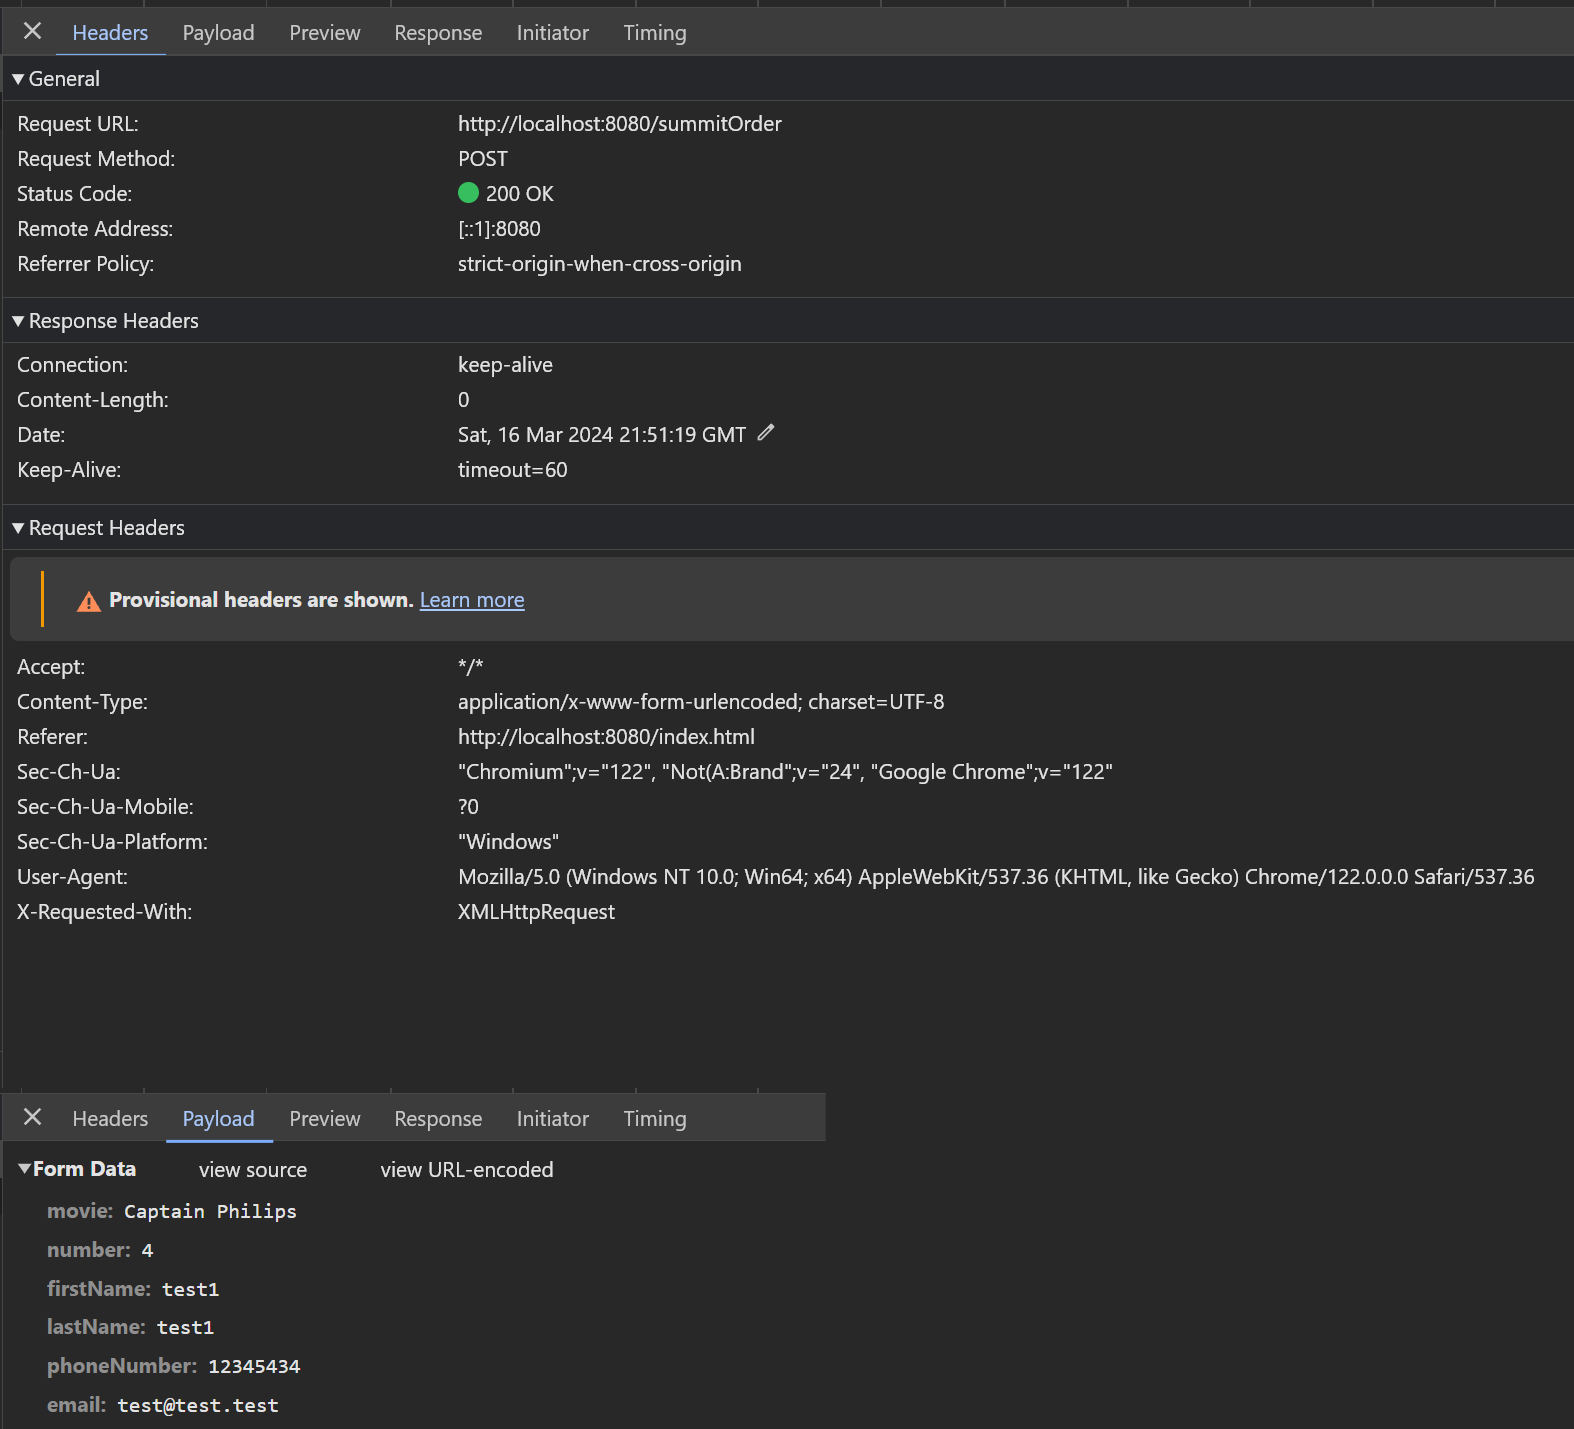 Headers Payload Preview Response Initiator Timing
General
Request URL: http://localhost:8080/summitOrder
Request Method: POST
Status Code: 200 OK
Remote Address: [::1]:8080
Referrer Policy: strict-origin-when-cross-origin
Response Headers
Connection: keep-alive
Content-Length: 0
Date: Sat, 16 Mar 2024 21:51:19 GMT
Keep-Alive: timeout=60
Request Headers
Provisional headers are shown. Learn more
Accept: */*
Content-Type: application/x-www-form-urlencoded; charset=UTF-8
Referer: http://localhost:8080/index.html
Sec-Ch-Ua: "Chromium";v="122", "Not(A:Brand";v="24", "Google Chrome";v="122"
Sec-Ch-Ua-Mobile: ?0
Sec-Ch-Ua-Platform: "Windows"
User-Agent: Mozilla/5.0 (Windows NT 10.0; Win64; x64) AppleWebKit/537.36 (KHTML, like Gecko) Chrome/122.0.0.0 Safari/537.36
X-Requested-With: XMLHttpRequest
Headers Payload Preview Response Initiator Timing
Form Data view source view URL-encoded
movie: Captain Philips
number: 4
firstName: test1
lastName: test1
phoneNumber: 12345434
email: test@test.test